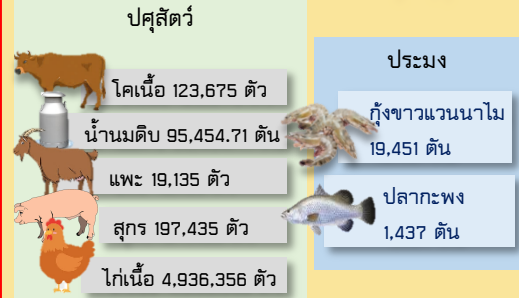 ปศุสัตว์
โคเนื้อ 123,675 ตัว
น้ำนมดิบ 95,454.71 ตัน
แพะ 19,135 ตัว
สุกร 197,435 ตัว
ไก่เนื้อ 4,936,356 ตัว
ประมง
กุ้งขาวแวนนาไม
19,451 ตัน
ปลากะพง
1,437 ตัน